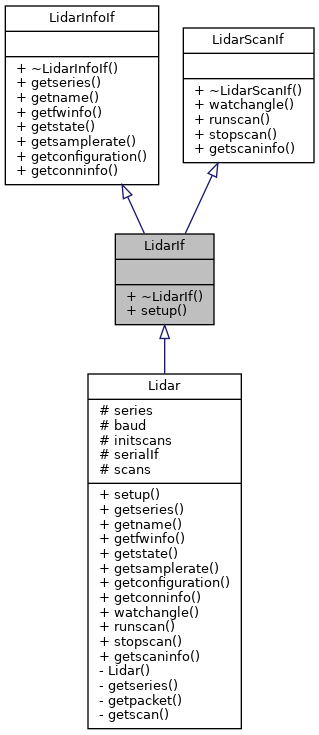 LidarInfoIf
+ ~LidarInfoIf()
+ getseries()
+ getname()
+ getfwinfo()
+ getstate()
+ getsamplerate()
+ getconfiguration()
+ getconninfo()
LidarScanIf
+ ~LidarScanIf()
+ watchangle()
+ runscan()
+ stopscan()
+ getscaninfo()
LidarIf
+ ~LidarIf()
+ setup()
Lidar
# series
# baud
# initscans
# serialIf
# scans
+ setup()
+ getseries()
+ getname()
+ getfwinfo()
+ getstate()
+ getsamplerate()
+ getconfiguration()
+ getconninfo()
+ watchangle()
+ runscan()
+ stopscan()
+ getscaninfo()
- Lidar()
- getseries()
- getpacket()
- getscan()